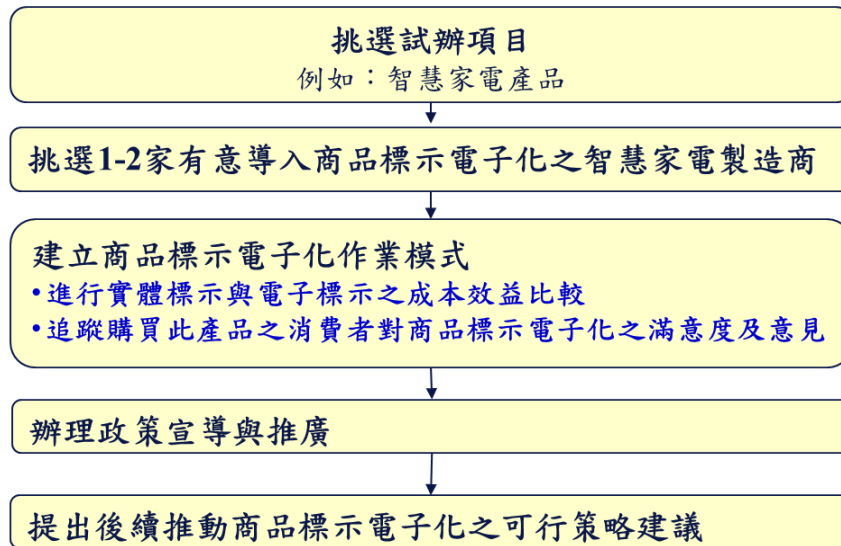 挑選試辦項目
例如：智慧家電產品
挑選1-2家有意導入商品標示電子化之智慧家電製造商
建立商品標示電子化作業模式
•進行實體標示與電子標示之成本效益比較
•追蹤購買此產品之消費者對商品標示電子化之滿意度及意見
辦理政策宣導與推廣
提出後續推動商品標示電子化之可行策略建議